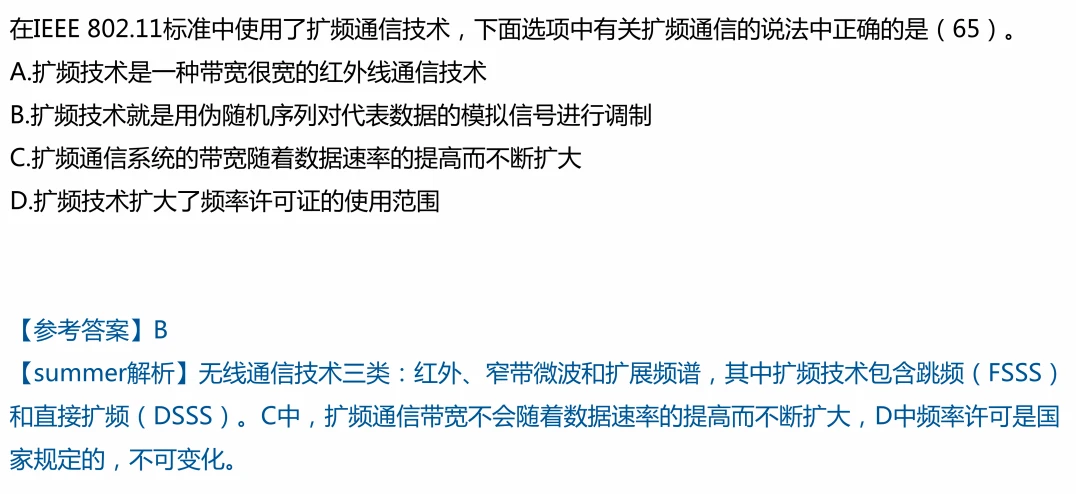 在IEEE 802.11标准中使用了扩频通信技术，下面选项中有关扩频通信的说法中正确的是（65）。
A.扩频技术是一种带宽很宽的红外线通信技术
B.扩频技术就是用伪随机序列对代表数据的模拟信号进行调制
C.扩频通信系统的带宽随着数据速率的提高而不断扩大
D.扩频技术扩大了频率许可证的使用范围
【参考答案】B
【summer解析】无线通信技术三类：红外、窄带微波和扩展频谱，其中扩频技术包含跳频（FSSS）
和直接扩频（DSSS）。C中，扩频通信带宽不会随着数据速率的提高而不断扩大，D中频率许可是国
家规定的，不可变化。